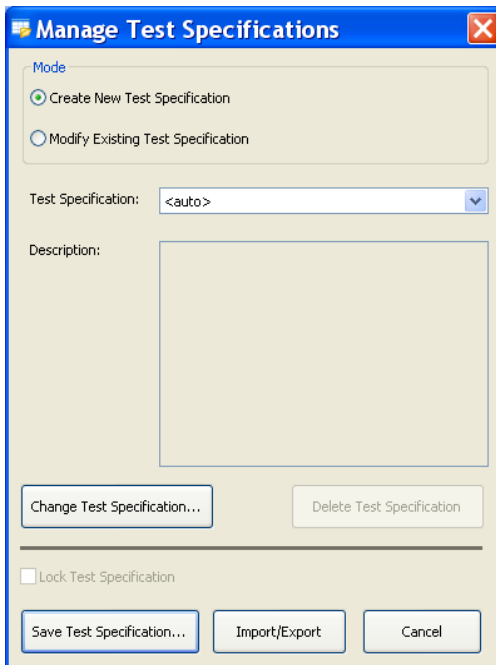 Manage Test Specifications
Mode
Create New Test Specification
Modify Existing Test Specification
Test Specification: <auto>
Description:
Change Test Specification... Delete Test Specification
Lock Test Specification
Save Test Specification... Import/Export Cancel